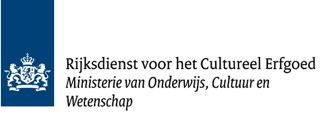 Rijksdienst voor het Cultureel Erfgoed
Ministerie van Onderwijs, Cultuur en
Wetenschap